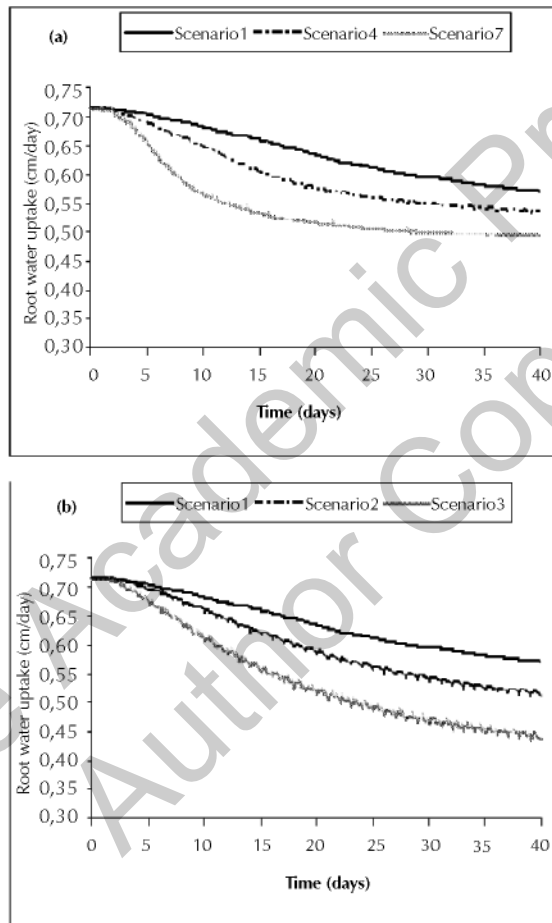 (a)
Scenario1 Scenario4 Scenario7
0,75
0,70
0,65
0,60
0,55
0,50
0,45
0,40
0,35
0,30
Root water uptake (cm/day)
0 5 10 15 20 25 30 35 40
Time (days)
(b)
Scenario1 Scenario2 Scenario3
0,75
0,70
0,65
0,60
0,55
0,50
0,45
0,40
0,35
0,30
Root water uptake (cm/day)
0 5 10 15 20 25 30 35 40
Time (days)
Academic
Author